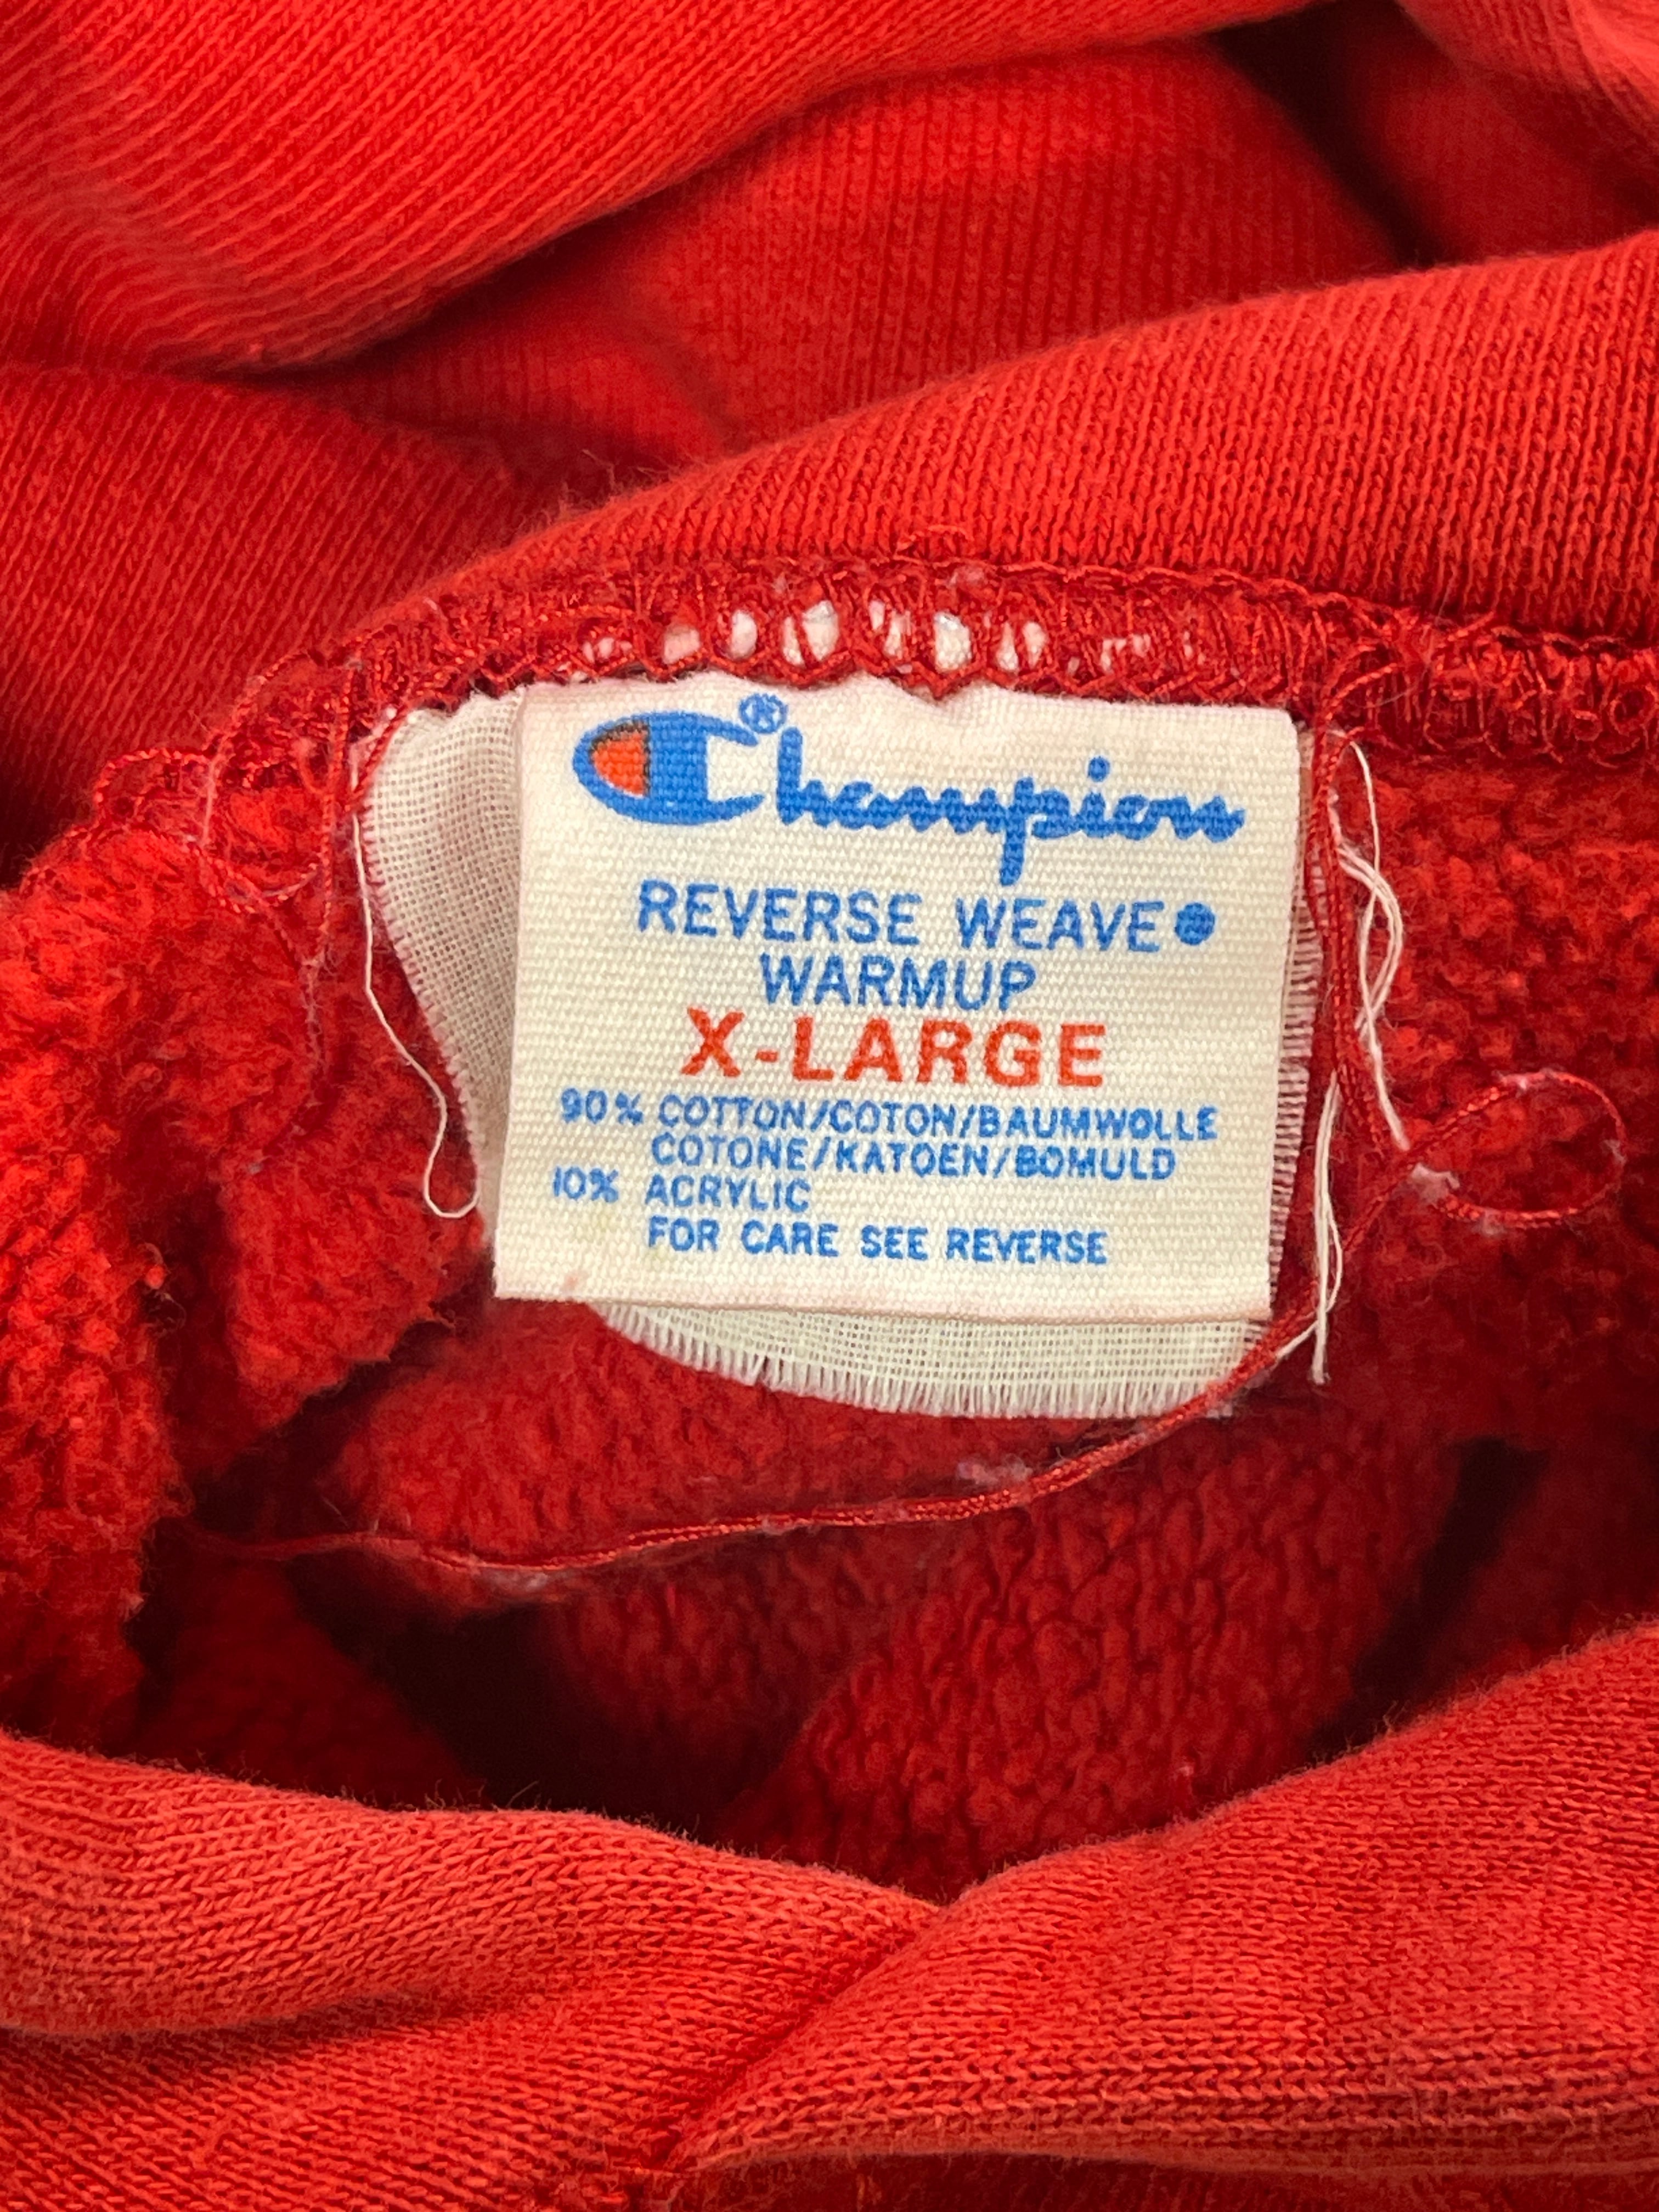 Champion®
REVERSE WEAVE®
WARMUP
X-LARGE
90% COTTON/COTON/BAUMWOLLE
COTONE/KATOEN/BOMULD
10% ACRYLIC
FOR CARE SEE REVERSE